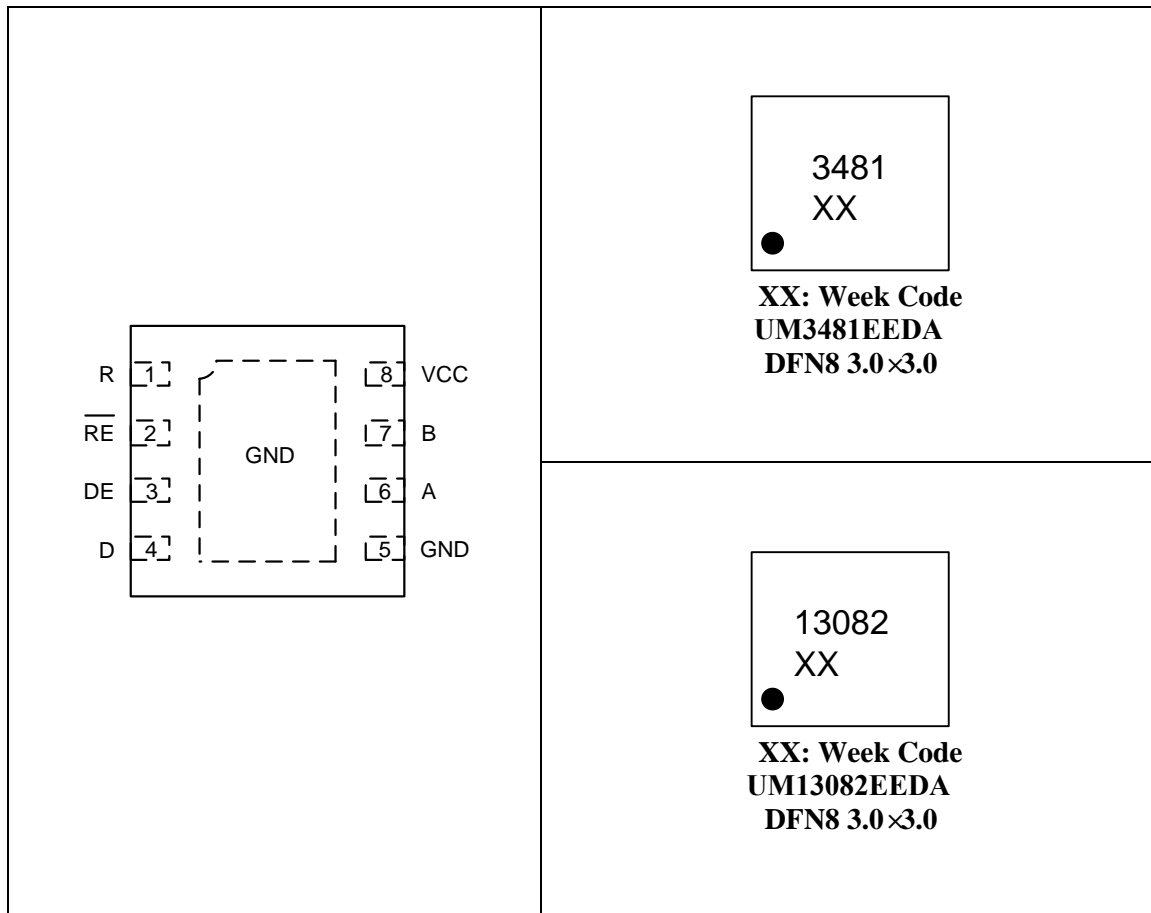 R 1 8 VCC
R̅E̅ 2 7 B
GND
DE 3 6 A
D 4 5 GND
3481
XX
XX: Week Code
UM3481EEDA
DFN8 3.0×3.0
13082
XX
XX: Week Code
UM13082EEDA
DFN8 3.0×3.0